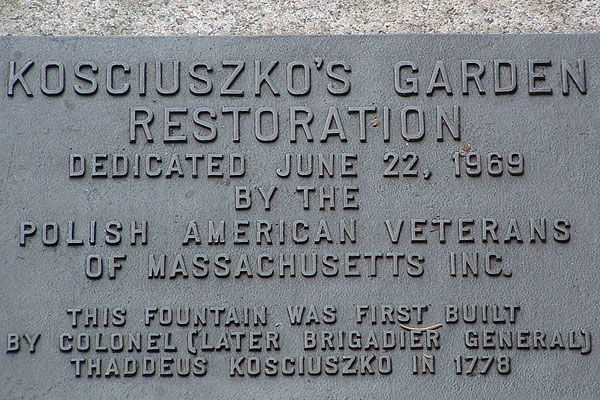 KOSCIUSZKO'S GARDEN
RESTORATION
DEDICATED JUNE 22, 1969
BY THE
POLISH AMERICAN VETERANS
OF MASSACHUSETTS INC.
THIS FOUNTAIN WAS FIRST BUILT
BY COLONEL (LATER BRIGADIER GENERAL)
THADDEUS KOSCIUSZKO IN 1778